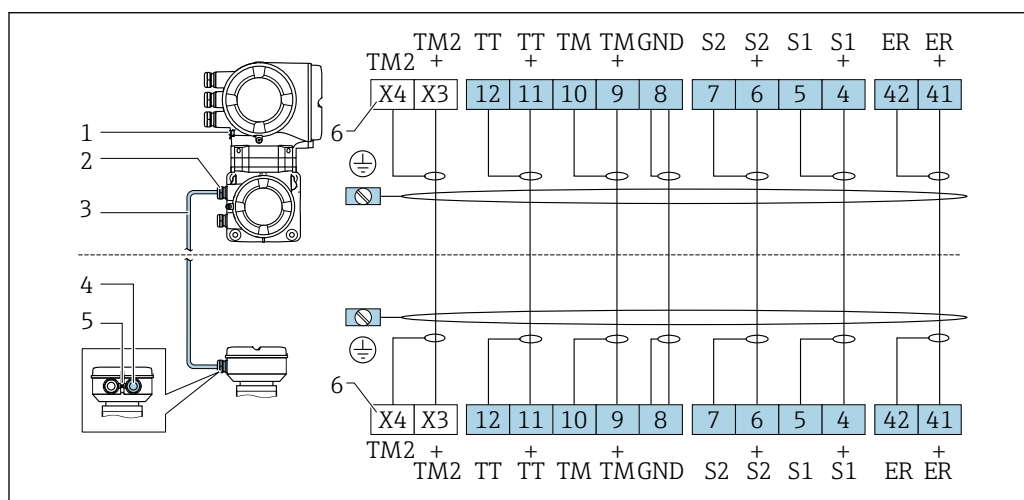 TM2 TT TT TM TM GND S2 S2 S1 S1 ER ER
TM2 + + + + + +
X4 X3 12 11 10 9 8 7 6 5 4 42 41
6
1
2
3
4
5
6
X4 X3 12 11 10 9 8 7 6 5 4 42 41
TM2 + + + + + +
TM2 TT TT TM TM GND S2 S2 S1 S1 ER ER